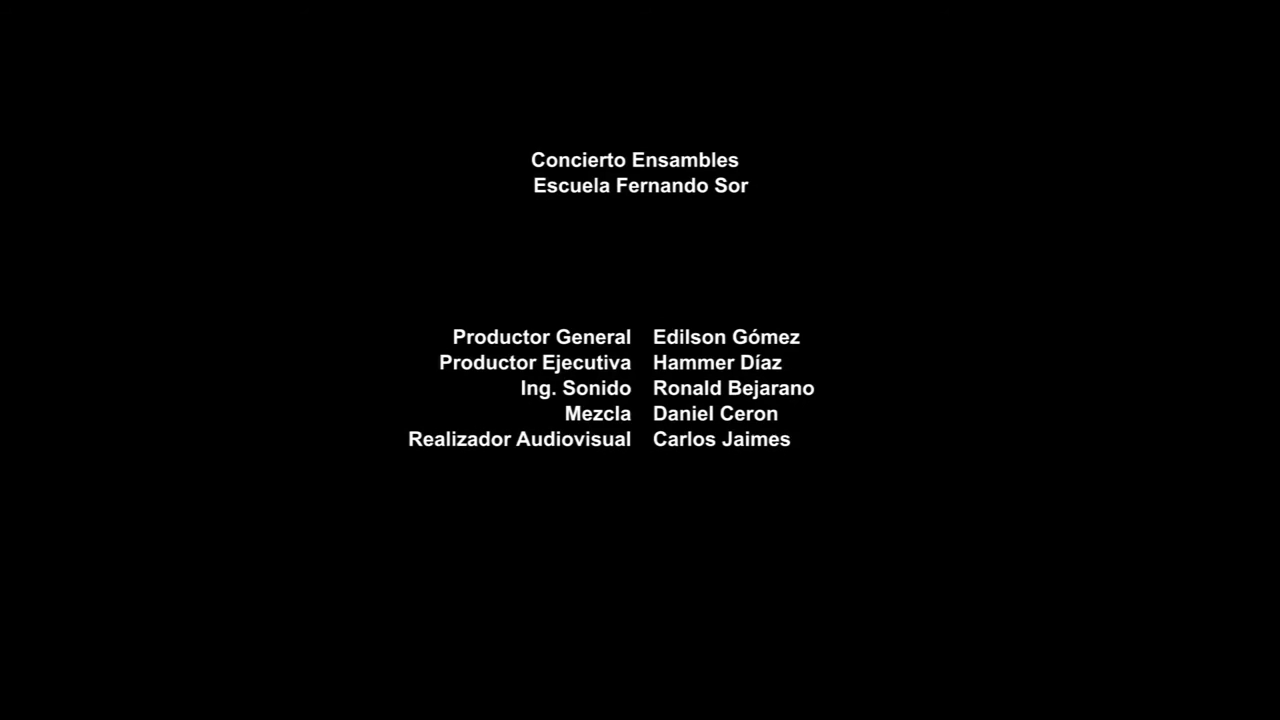 Concierto Ensambles
Escuela Fernando Sor
Productor General Edilson Gómez
Productor Ejecutiva Hammer Díaz
Ing. Sonido Ronald Bejarano
Mezcla Daniel Ceron
Realizador Audiovisual Carlos Jaimes